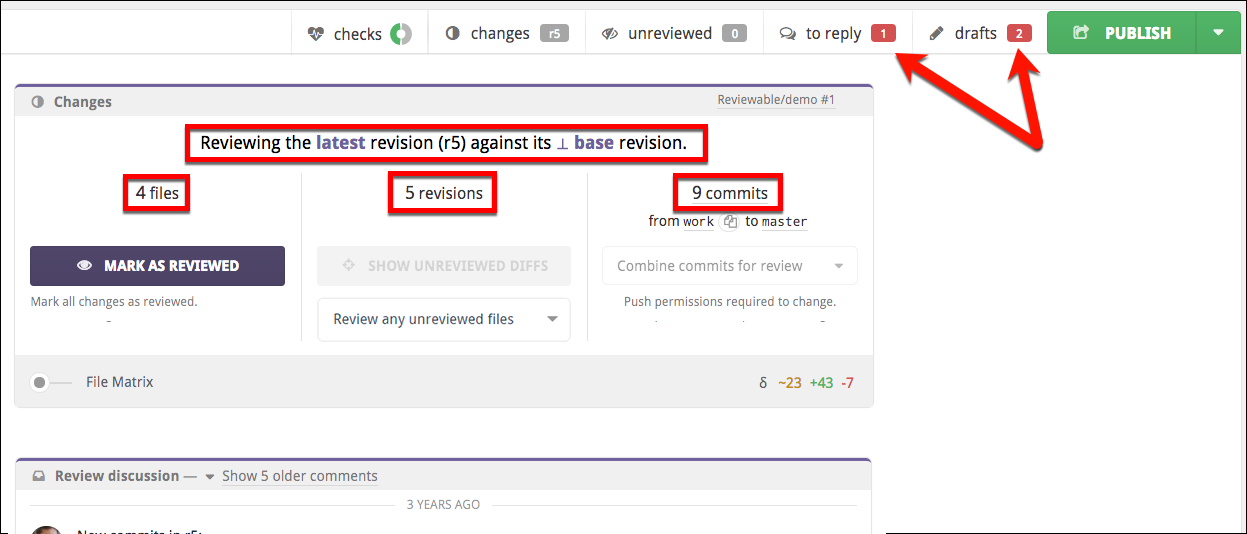 checks changes r5 unreviewed 0 to reply 1 drafts 2 PUBLISH
Changes Reviewable/demo #1
Reviewing the latest revision (r5) against its ⊥ base revision.
4 files 5 revisions 9 commits
from work to master
MARK AS REVIEWED SHOW UNREVIEWED DIFFS Combine commits for review
Mark all changes as reviewed. Push permissions required to change.
Review any unreviewed files
File Matrix δ ~23 +43 -7
Review discussion — Show 5 older comments
3 YEARS AGO
New commits in r5: